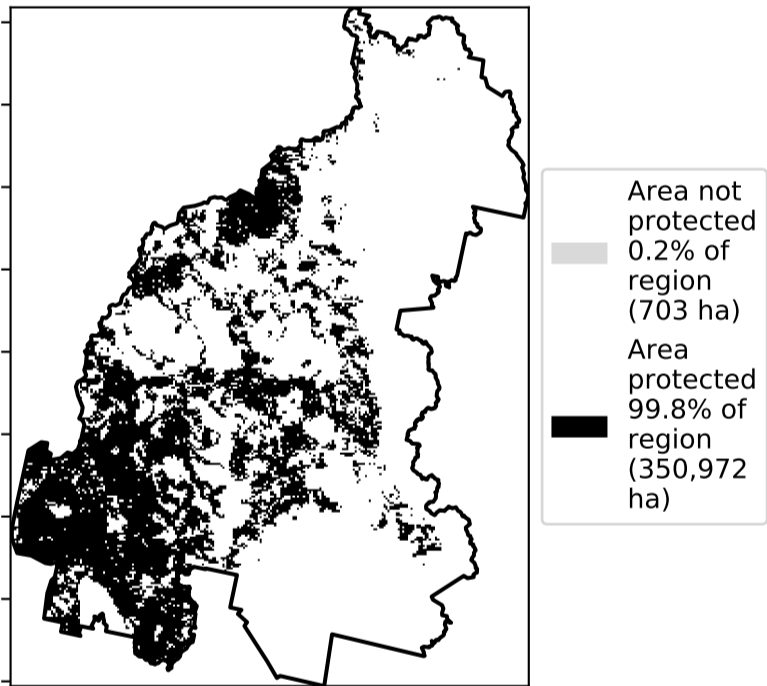 Area not
protected
0.2% of
region
(703 ha)
Area
protected
99.8% of
region
(350,972
ha)